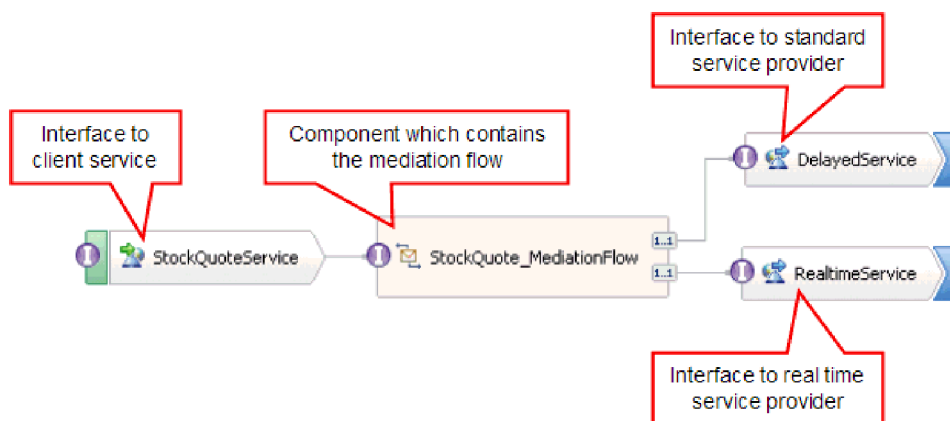 Interface to standard
service provider
Interface to
client service
Component which contains
the mediation flow
I
DelayedService
I
StockQuoteService
I
StockQuote_MediationFlow
1..1
1..1
I
RealtimeService
Interface to real time
service provider